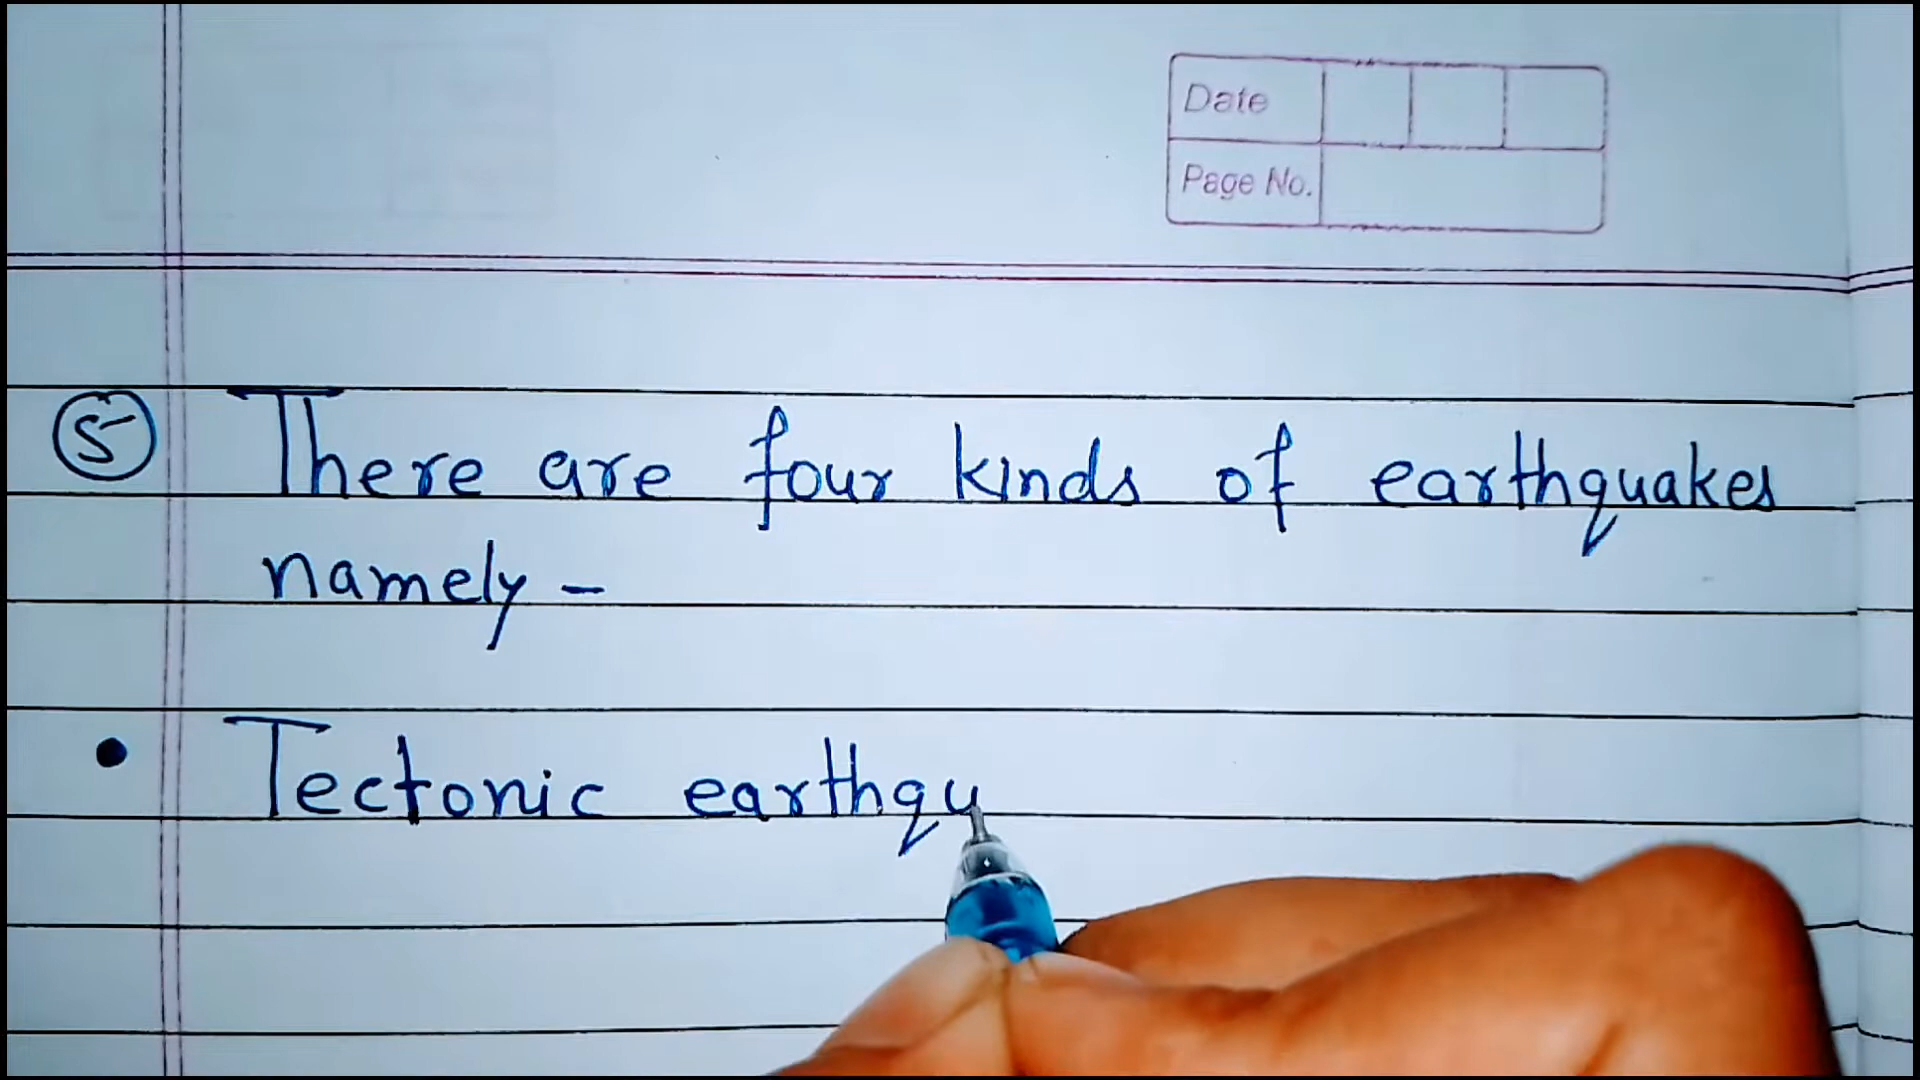 Date
Page No.
5 There are four kinds of earthquakes
namely -
• Tectonic earthqu